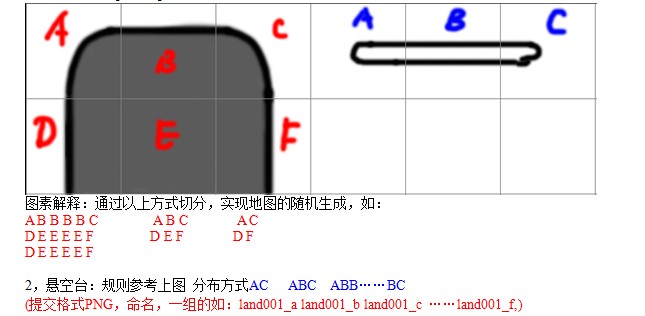 A B C A B C
D E F
图素解释：通过以上方式切分，实现地图的随机生成，如：
A B B B B C A B C A C
D E E E E F D E F D F
D E E E E F
2，悬空台：规则参考上图 分布方式AC ABC ABB……BC
(提交格式PNG，命名，一组的如：land001_a land001_b land001_c ……land001_f,)